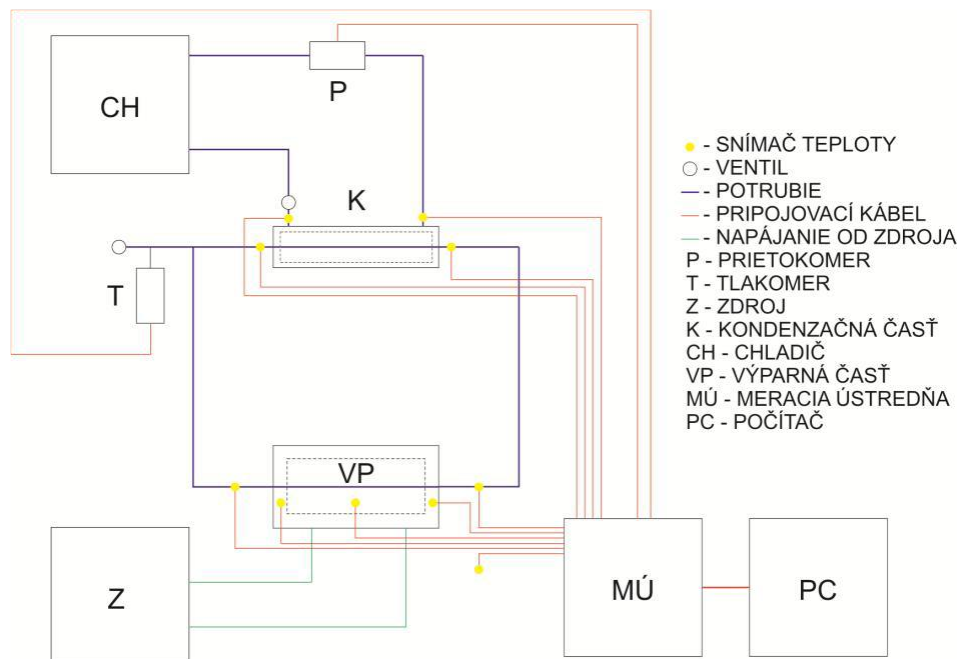 CH
P
K
T
VP
Z
MÚ
PC
- SNÍMAČ TEPLOTY
- VENTIL
- POTRUBIE
- PRIPOJOVACÍ KÁBEL
- NAPÁJANIE OD ZDROJA
P - PRIETOKOMER
T - TLAKOMER
Z - ZDROJ
K - KONDENZAČNÁ ČASŤ
CH - CHLADIČ
VP - VÝPARNÁ ČASŤ
MÚ - MERACIA ÚSTREDŇA
PC - POČÍTAČ